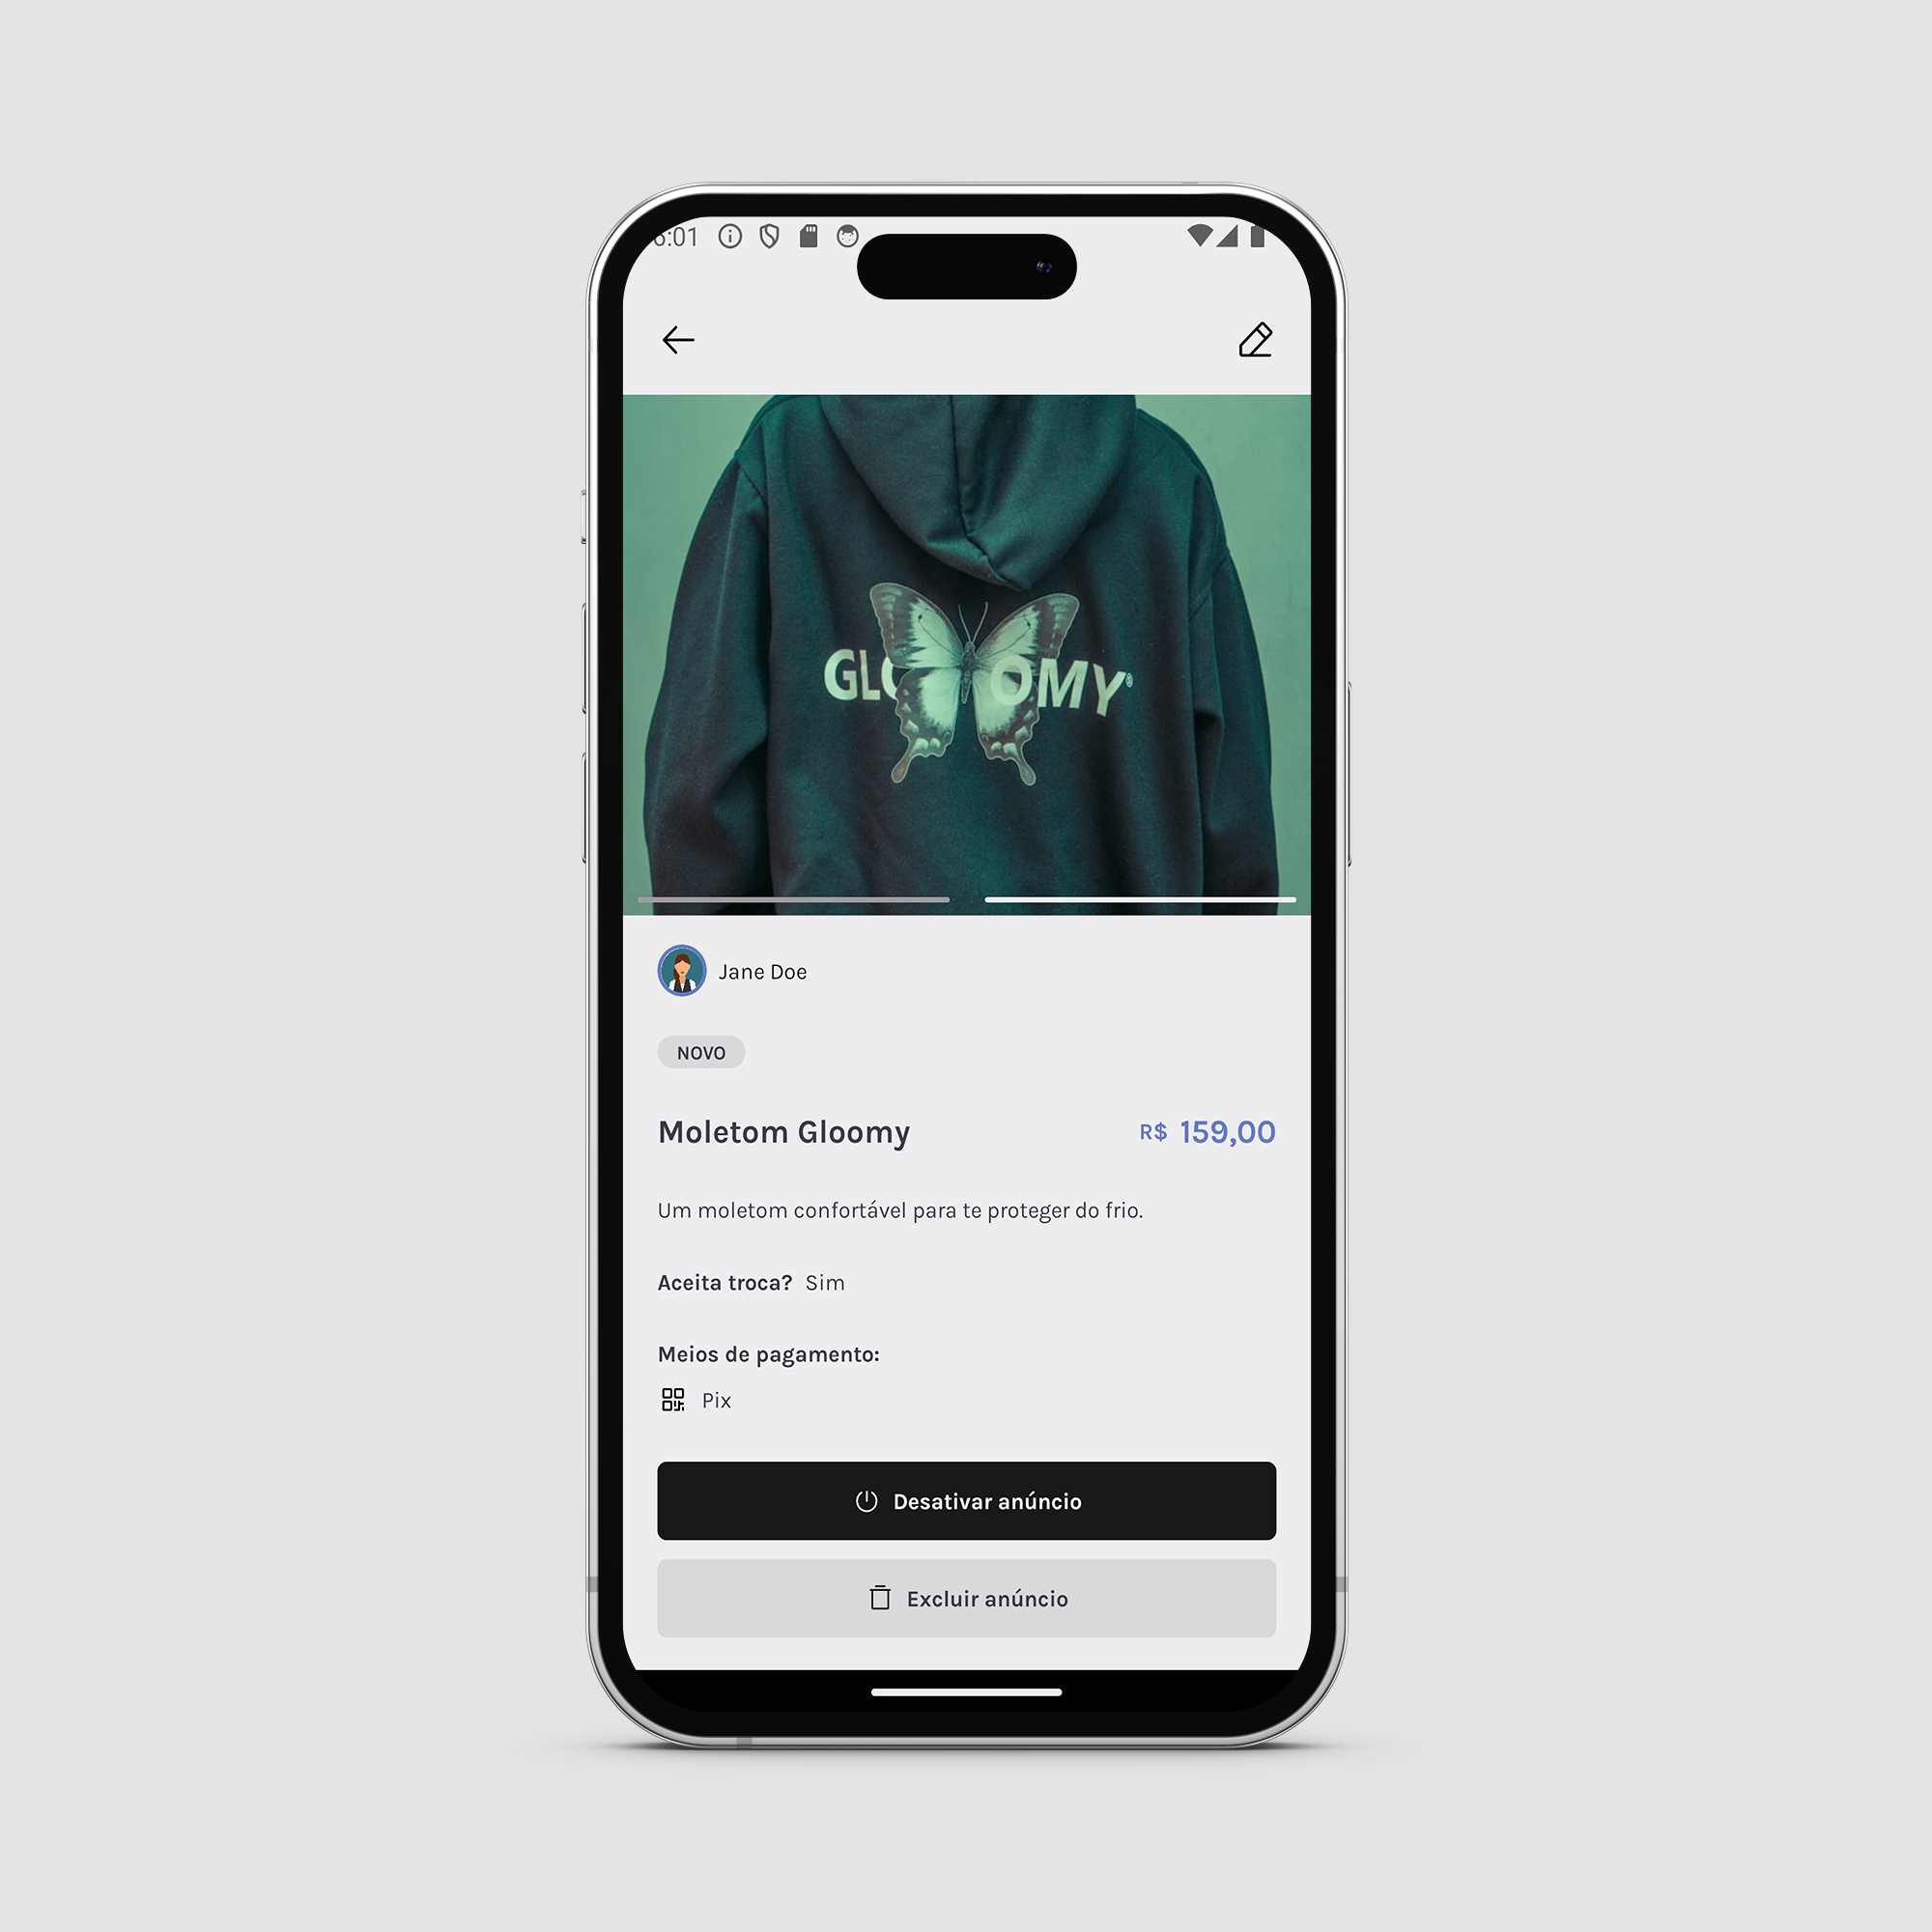 6:01
GLOOMY®
Jane Doe
NOVO
Moletom Gloomy
R$ 159,00
Um moletom confortável para te proteger do frio.
Aceita troca? Sim
Meios de pagamento:
Pix
Desativar anúncio
Excluir anúncio